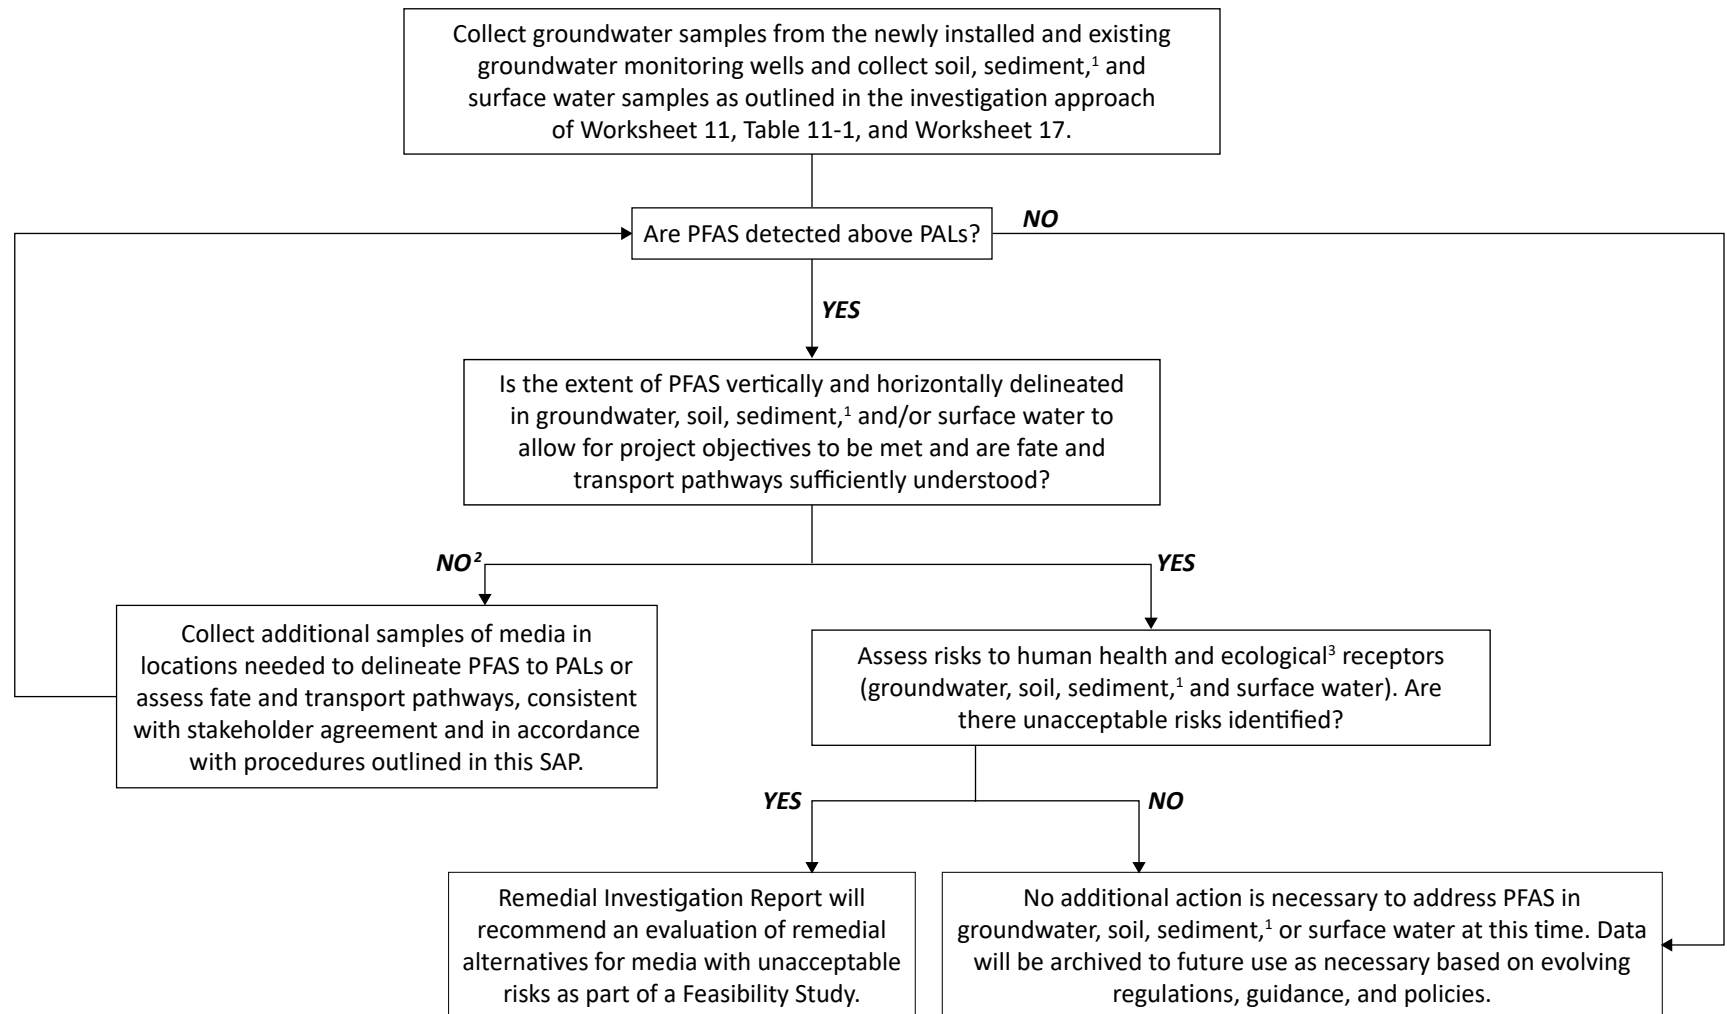 Collect groundwater samples from the newly installed and existing
groundwater monitoring wells and collect soil, sediment,¹ and
surface water samples as outlined in the investigation approach
of Worksheet 11, Table 11-1, and Worksheet 17.
Are PFAS detected above PALs?
NO
YES
Is the extent of PFAS vertically and horizontally delineated
in groundwater, soil, sediment,¹ and/or surface water to
allow for project objectives to be met and are fate and
transport pathways sufficiently understood?
NO²
YES
Collect additional samples of media in
locations needed to delineate PFAS to PALs or
assess fate and transport pathways, consistent
with stakeholder agreement and in accordance
with procedures outlined in this SAP.
Assess risks to human health and ecological³ receptors
(groundwater, soil, sediment,¹ and surface water). Are
there unacceptable risks identified?
YES
NO
Remedial Investigation Report will
recommend an evaluation of remedial
alternatives for media with unacceptable
risks as part of a Feasibility Study.
No additional action is necessary to address PFAS in
groundwater, soil, sediment,¹ or surface water at this time. Data
will be archived to future use as necessary based on evolving
regulations, guidance, and policies.